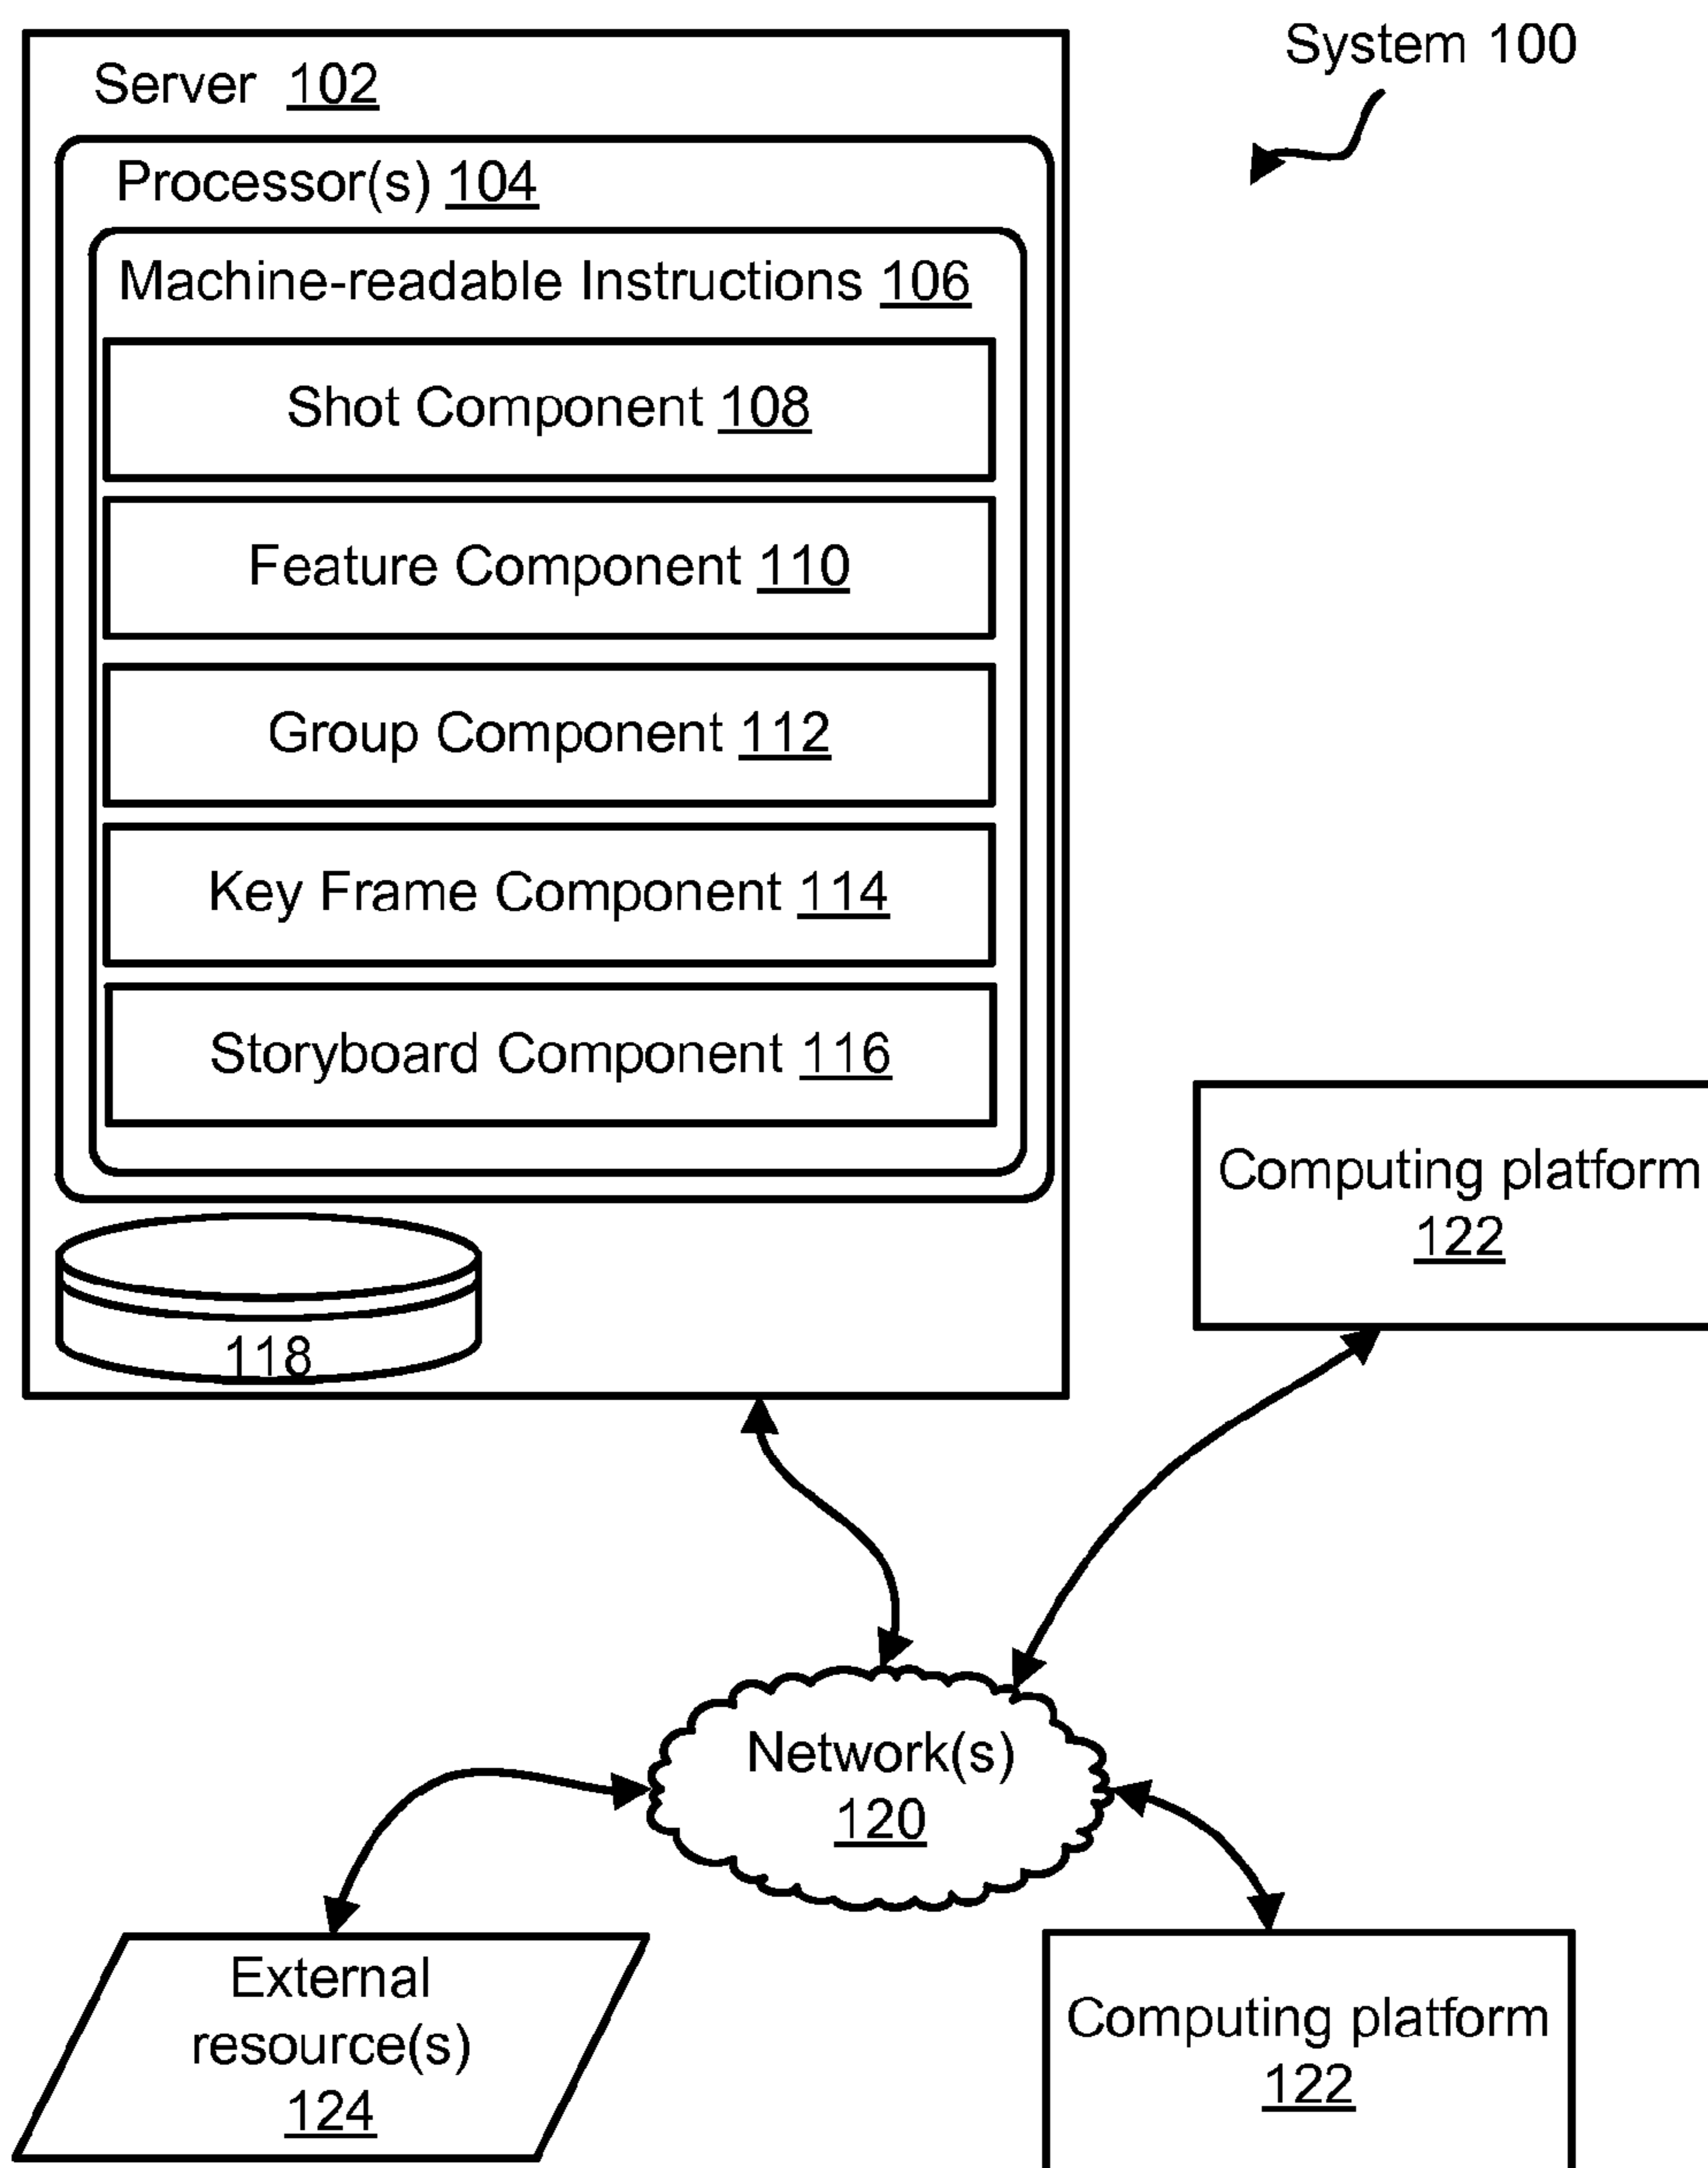 System 100
Server 102
Processor(s) 104
Machine-readable Instructions 106
Shot Component 108
Feature Component 110
Group Component 112
Key Frame Component 114
Storyboard Component 116
118
Computing platform
122
Network(s)
120
External
resource(s)
124
Computing platform
122